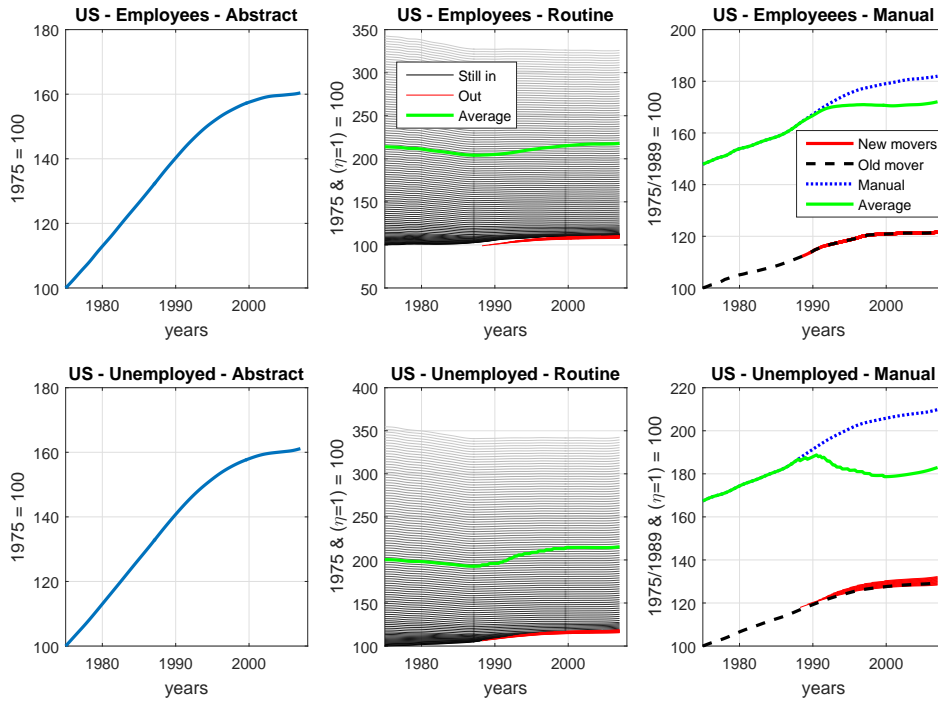 US - Employees - Abstract
180
160
140
120
100
1980
1990
2000
years
1975 = 100
US - Employees - Routine
350
300
250
200
150
100
50
1980
1990
2000
years
1975 & (η=1) = 100
Still in
Out
Average
US - Employeees - Manual
200
180
160
140
120
100
1980
1990
2000
years
1975/1989 = 100
New movers
Old mover
Manual
Average
US - Unemployed - Abstract
180
160
140
120
100
1980
1990
2000
years
1975 = 100
US - Unemployed - Routine
400
350
300
250
200
150
100
1980
1990
2000
years
1975 & (η=1) = 100
US - Unemployed - Manual
220
200
180
160
140
120
100
1980
1990
2000
years
1975/1989 & (η=1) = 100